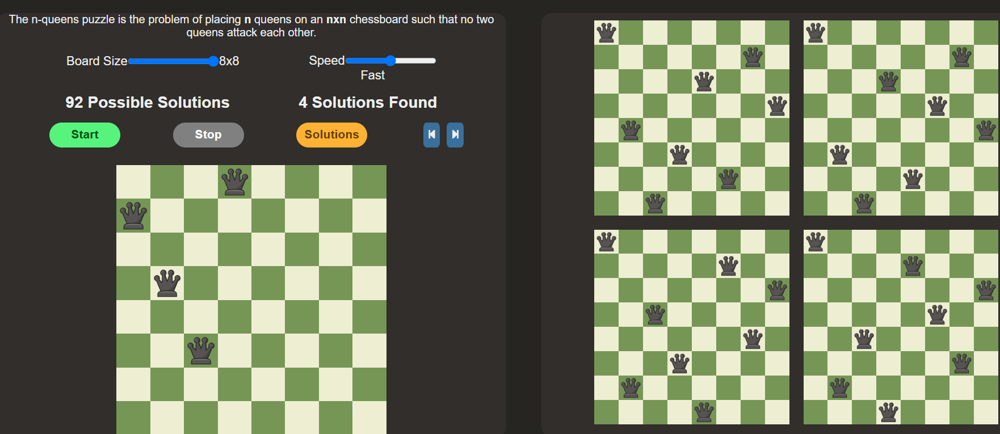 The n-queens puzzle is the problem of placing n queens on an nxn chessboard such that no two
queens attack each other.
Board Size 8x8
Speed
Fast
92 Possible Solutions
4 Solutions Found
Start
Stop
Solutions